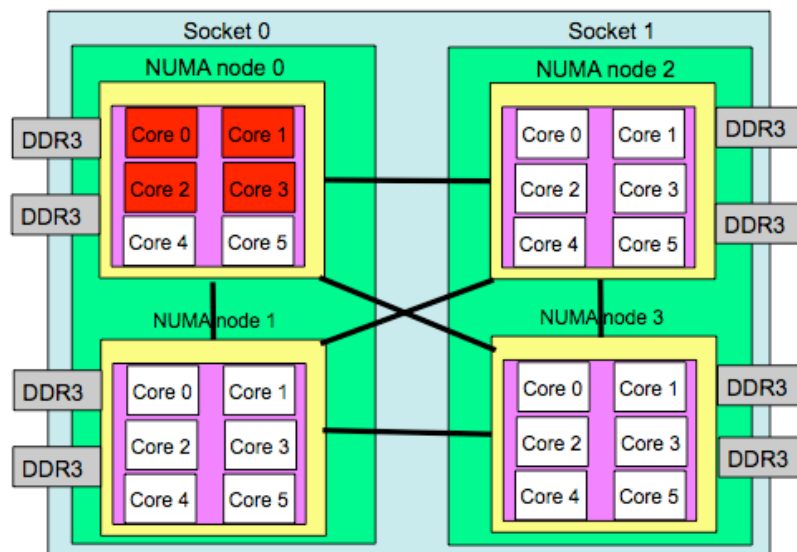 Socket 0
Socket 1
NUMA node 0
NUMA node 2
DDR3
DDR3
Core 0
Core 1
Core 2
Core 3
Core 4
Core 5
Core 0
Core 1
Core 2
Core 3
Core 4
Core 5
DDR3
DDR3
NUMA node 1
NUMA node 3
DDR3
DDR3
Core 0
Core 1
Core 2
Core 3
Core 4
Core 5
Core 0
Core 1
Core 2
Core 3
Core 4
Core 5
DDR3
DDR3